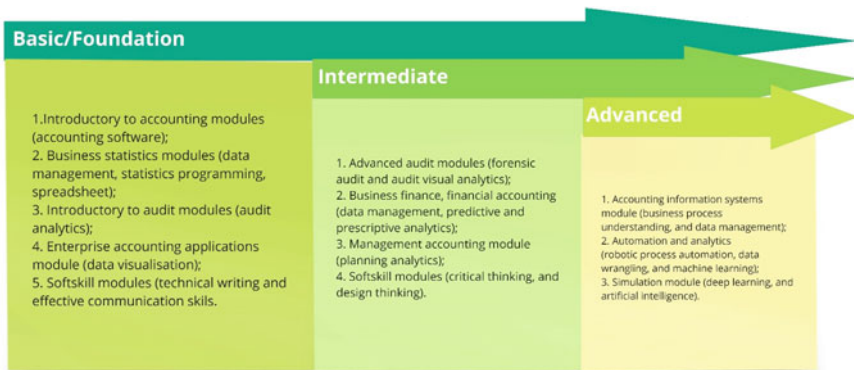 Basic/Foundation
1.Introductory to accounting modules
(accounting software);
2. Business statistics modules (data
management, statistics programming,
spreadsheet);
3. Introductory to audit modules (audit
analytics);
4. Enterprise accounting applications
module (data visualisation);
5. Softskill modules (technical writing and
effective communication skils.
Intermediate
1. Advanced audit modules (forensic
audit and audit visual analytics);
2. Business finance, financial accounting
(data management, predictive and
prescriptive analytics);
3. Management accounting module
(planning analytics);
4. Softskill modules (critical thinking, and
design thinking).
Advanced
1. Accounting information systems
module (business process
understanding, and data management);
2. Automation and analytics
(robotic process automation, data
wrangling, and machine learning);
3. Simulation module (deep learning, and
artificial intelligence).